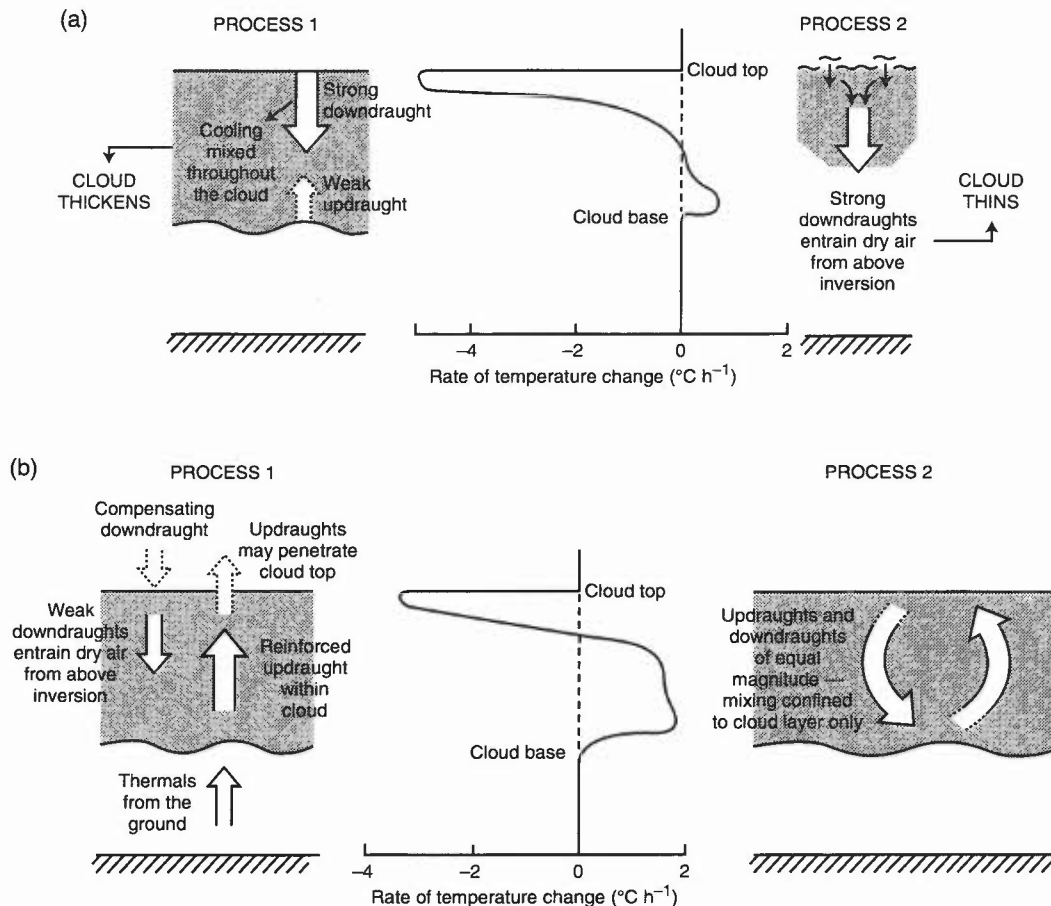 (a)
PROCESS 1
PROCESS 2
Cloud top
Strong
downdraught
Cooling
mixed
throughout
the cloud
CLOUD
THICKENS
Weak
updraught
Cloud base
Strong
downdraughts
entrain dry air
from above
inversion
CLOUD
THINS
–4
–2
0
2
Rate of temperature change (°C h⁻¹)
(b)
PROCESS 1
PROCESS 2
Compensating
downdraught
Updraughts
may penetrate
cloud top
Cloud top
Weak
downdraughts
entrain dry air
from above
inversion
Reinforced
updraught
within
cloud
Updraughts and
downdraughts
of equal
magnitude —
mixing confined
to cloud layer only
Cloud base
Thermals
from the
ground
–4
–2
0
2
Rate of temperature change (°C h⁻¹)